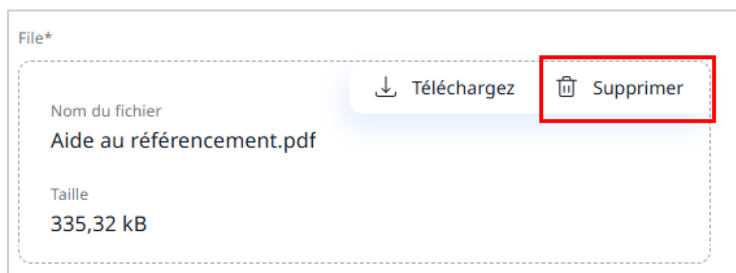 File*
Téléchargez Supprimer
Nom du fichier
Aide au référencement.pdf
Taille
335,32 kB